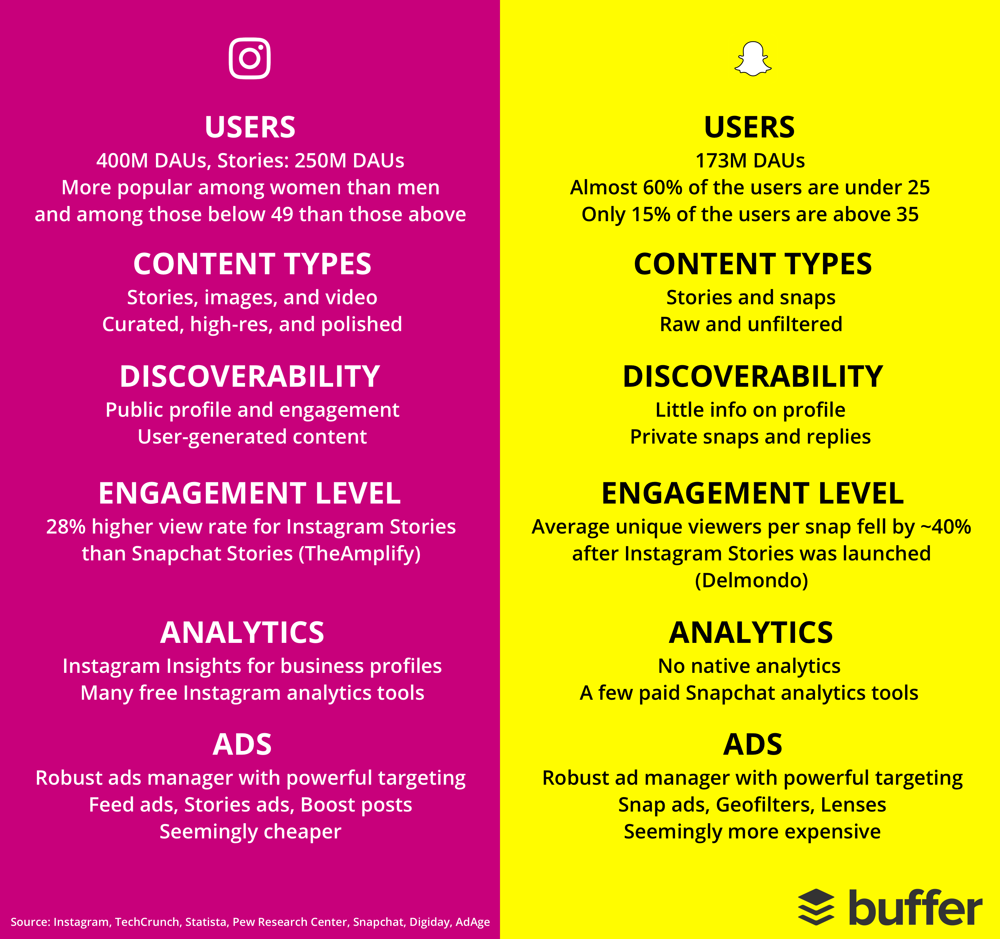 USERS
400M DAUs, Stories: 250M DAUs
More popular among women than men
and among those below 49 than those above
CONTENT TYPES
Stories, images, and video
Curated, high-res, and polished
DISCOVERABILITY
Public profile and engagement
User-generated content
ENGAGEMENT LEVEL
28% higher view rate for Instagram Stories
than Snapchat Stories (TheAmplify)
ANALYTICS
Instagram Insights for business profiles
Many free Instagram analytics tools
ADS
Robust ads manager with powerful targeting
Feed ads, Stories ads, Boost posts
Seemingly cheaper
Source: Instagram, TechCrunch, Statista, Pew Research Center, Snapchat, Digiday, AdAge
USERS
173M DAUs
Almost 60% of the users are under 25
Only 15% of the users are above 35
CONTENT TYPES
Stories and snaps
Raw and unfiltered
DISCOVERABILITY
Little info on profile
Private snaps and replies
ENGAGEMENT LEVEL
Average unique viewers per snap fell by ~40%
after Instagram Stories was launched
(Delmondo)
ANALYTICS
No native analytics
A few paid Snapchat analytics tools
ADS
Robust ad manager with powerful targeting
Snap ads, Geofilters, Lenses
Seemingly more expensive
buffer